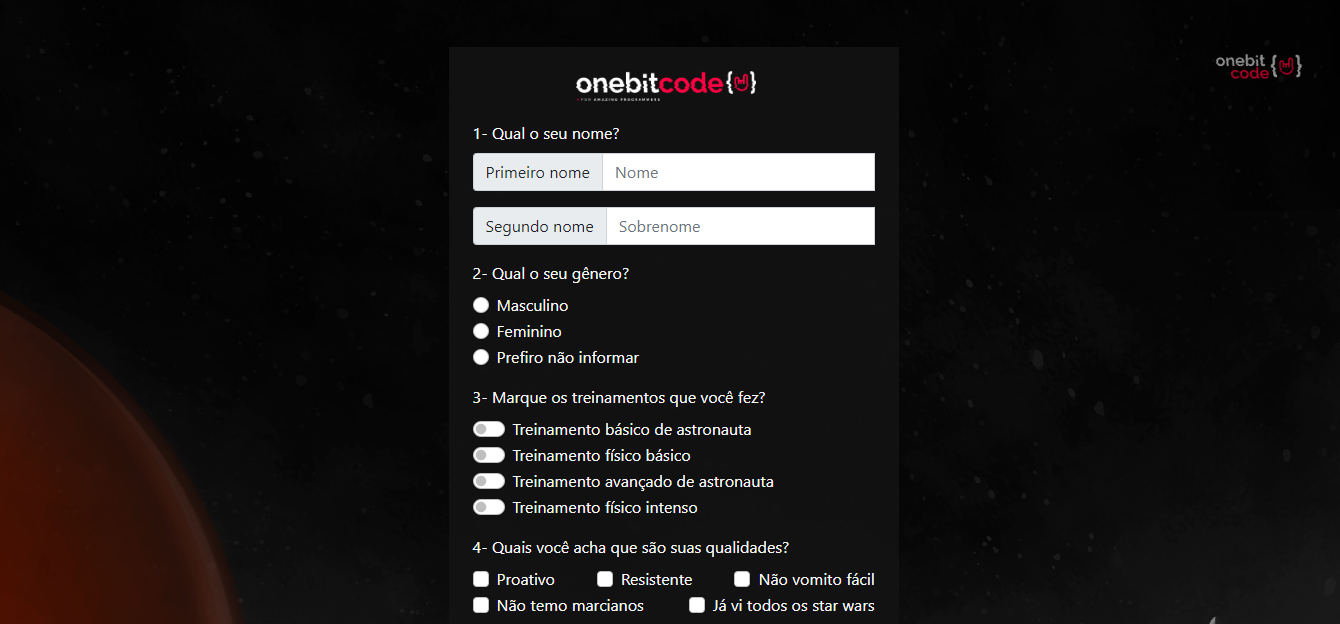 onebitcode{}
FOR AMAZING PROGRAMMERS
onebit
code {}
1- Qual o seu nome?
Primeiro nome Nome
Segundo nome Sobrenome
2- Qual o seu gênero?
Masculino
Feminino
Prefiro não informar
3- Marque os treinamentos que você fez?
Treinamento básico de astronauta
Treinamento físico básico
Treinamento avançado de astronauta
Treinamento físico intenso
4- Quais você acha que são suas qualidades?
Proativo Resistente Não vomito fácil
Não temo marcianos Já vi todos os star wars